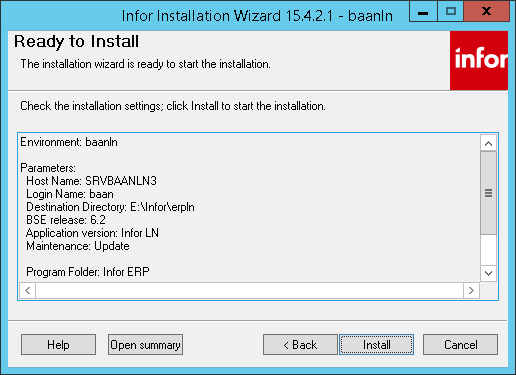 Infor Installation Wizard 15.4.2.1 - baanln
Ready to Install
The installation wizard is ready to start the installation.
infor
Check the installation settings; click Install to start the installation.
Environment: baanln
Parameters:
Host Name: SRVBAANLN3
Login Name: baan
Destination Directory: E:\Infor\erpln
BSE release: 6.2
Application version: Infor LN
Maintenance: Update
Program Folder: Infor ERP
Help
Open summary
< Back
Install
Cancel